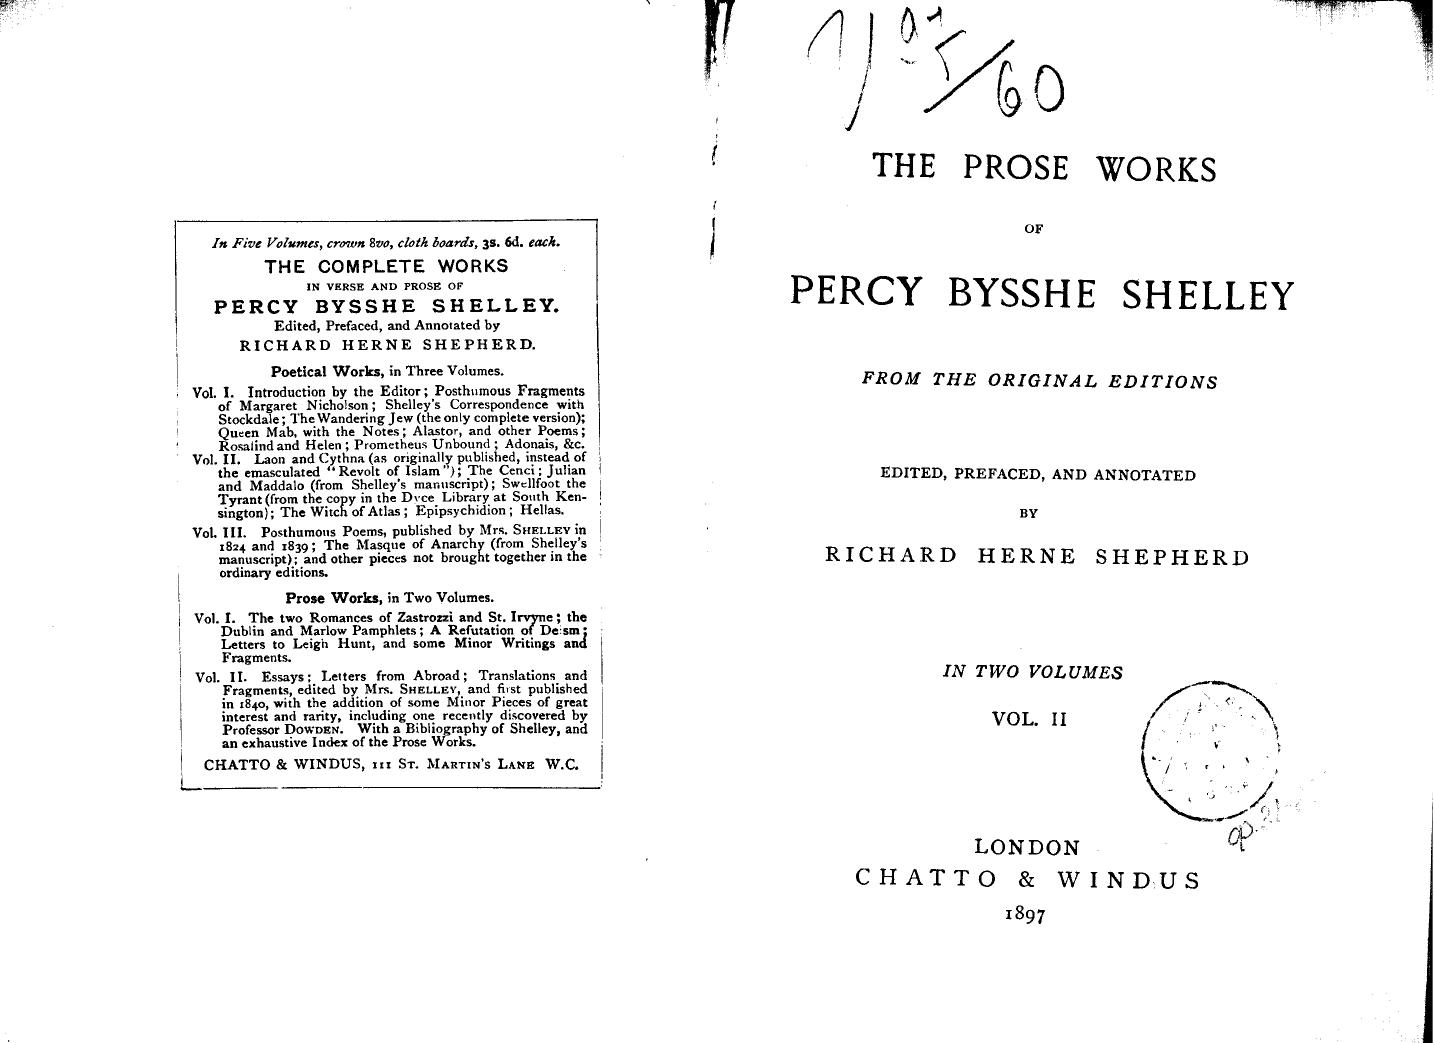 In Five Volumes, crown 8vo, cloth boards, 3s. 6d. each.
THE COMPLETE WORKS
IN VERSE AND PROSE OF
PERCY BYSSHE SHELLEY.
Edited, Prefaced, and Annotated by
RICHARD HERNE SHEPHERD.
Poetical Works, in Three Volumes.
Vol. I. Introduction by the Editor; Posthumous Fragments
of Margaret Nicholson; Shelley's Correspondence with
Stockdale; The Wandering Jew (the only complete version);
Queen Mab, with the Notes; Alastor, and other Poems;
Rosalind and Helen; Prometheus Unbound; Adonais, &c.
Vol. II. Laon and Cythna (as originally published, instead of
the emasculated "Revolt of Islam"); The Cenci; Julian
and Maddalo (from Shelley's manuscript); Swellfoot the
Tyrant (from the copy in the Dyce Library at South Ken-
sington); The Witch of Atlas; Epipsychidion; Hellas.
Vol. III. Posthumous Poems, published by Mrs. SHELLEY in
1824 and 1839; The Masque of Anarchy (from Shelley's
manuscript); and other pieces not brought together in the
ordinary editions.
Prose Works, in Two Volumes.
Vol. I. The two Romances of Zastrozzi and St. Irvyne; the
Dublin and Marlow Pamphlets; A Refutation of Deism;
Letters to Leigh Hunt, and some Minor Writings and
Fragments.
Vol. II. Essays; Letters from Abroad; Translations and
Fragments, edited by Mrs. SHELLEY, and first published
in 1840, with the addition of some Minor Pieces of great
interest and rarity, including one recently discovered by
Professor DOWDEN. With a Bibliography of Shelley, and
an exhaustive Index of the Prose Works.
CHATTO & WINDUS, 111 ST. MARTIN'S LANE W.C.
5/60
THE PROSE WORKS
OF
PERCY BYSSHE SHELLEY
FROM THE ORIGINAL EDITIONS
EDITED, PREFACED, AND ANNOTATED
BY
RICHARD HERNE SHEPHERD
IN TWO VOLUMES
VOL. II
LONDON
CHATTO & WINDUS
1897